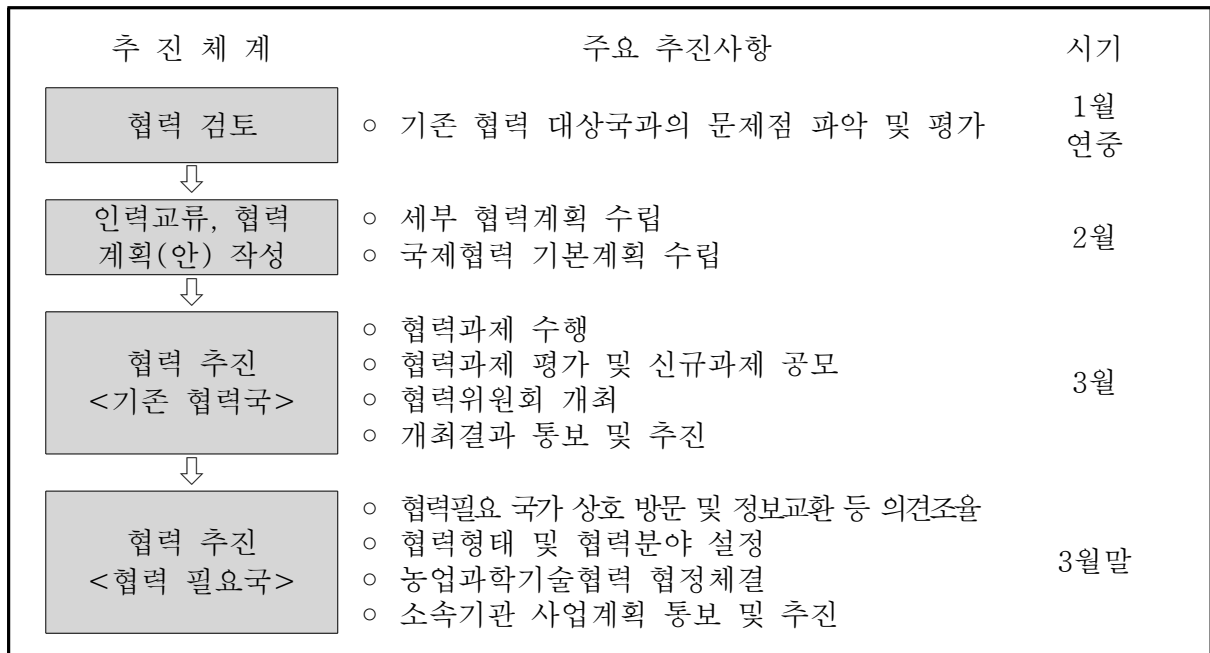 추 진 체 계 주요 추진사항 시기
협력 검토
○ 기존 협력 대상국과의 문제점 파악 및 평가
1월
연중
인력교류, 협력
계획(안) 작성
○ 세부 협력계획 수립
○ 국제협력 기본계획 수립
2월
협력 추진
<기존 협력국>
○ 협력과제 수행
○ 협력과제 평가 및 신규과제 공모
○ 협력위원회 개최
○ 개최결과 통보 및 추진
3월
협력 추진
<협력 필요국>
○ 협력필요 국가 상호 방문 및 정보교환 등 의견조율
○ 협력형태 및 협력분야 설정
○ 농업과학기술협력 협정체결
○ 소속기관 사업계획 통보 및 추진
3월말